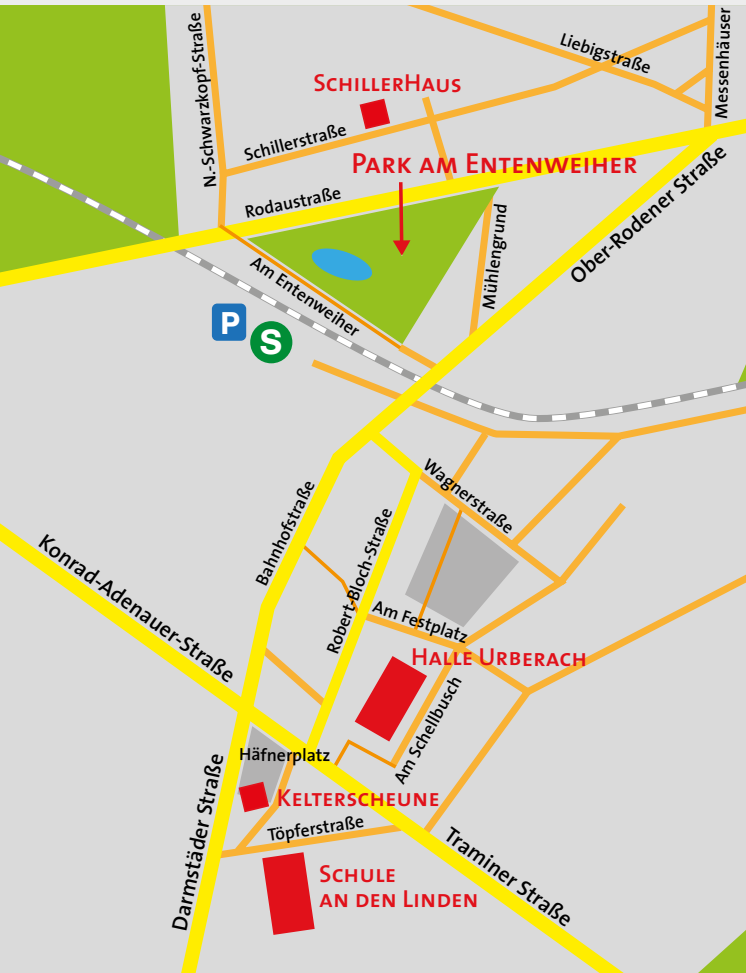 N.-Schwarzkopf-Straße
Liebigstraße
Messenhäuser
SchillerHaus
Schillerstraße
Park am Entenweiher
Rodaustraße
Ober-Rodener Straße
Mühlengrund
Am Entenweiher
P
S
Wagnerstraße
Bahnhofstraße
Robert-Bloch-Straße
Konrad-Adenauer-Straße
Am Festplatz
Halle Urberach
Am Schellbusch
Häfnerplatz
Kelterscheune
Darmstäder Straße
Töpferstraße
Traminer Straße
Schule
an den Linden